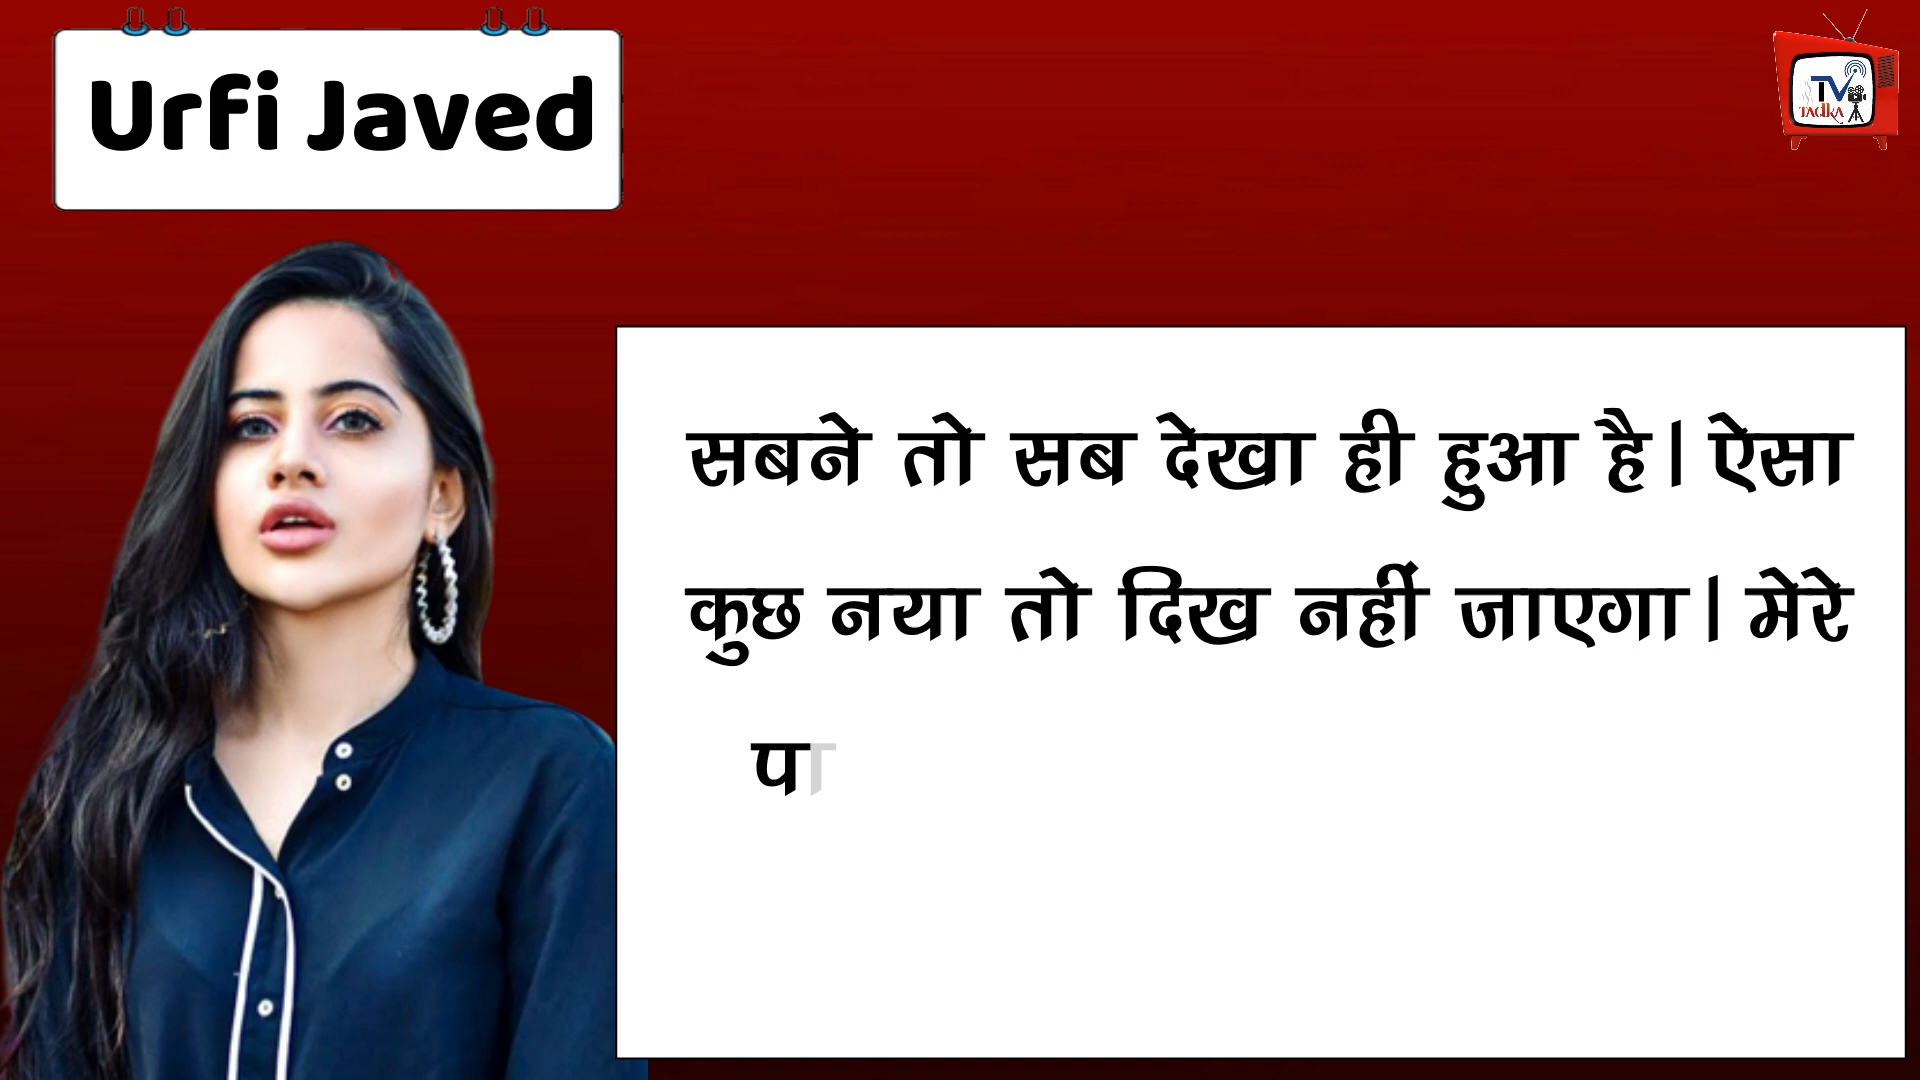 Urfi Javed
TV
TADKA
सबने तो सब देखा ही हुआ है। ऐसा
कुछ नया तो दिख नहीं जाएगा। मेरे
पा